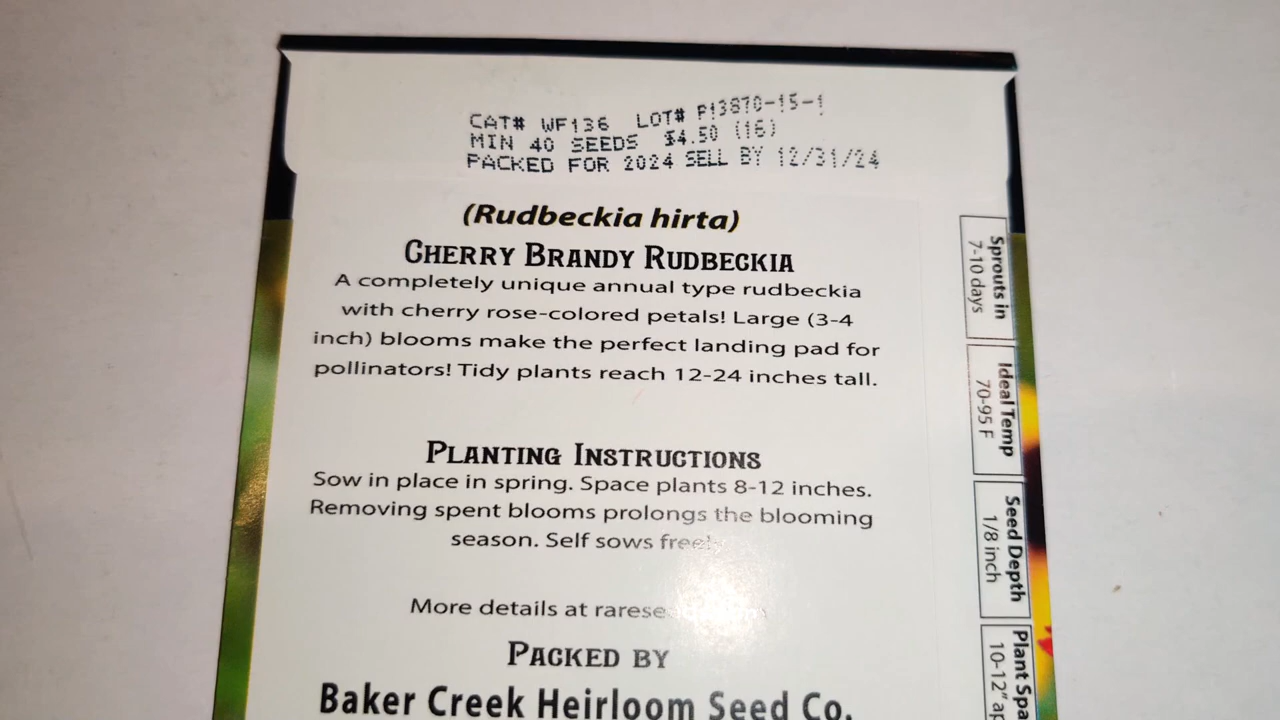 CAT# WF136 LOT# P13870-15-1
MIN 40 SEEDS $4.50 (16)
PACKED FOR 2024 SELL BY 12/31/24
(Rudbeckia hirta)
CHERRY BRANDY RUDBECKIA
A completely unique annual type rudbeckia
with cherry rose-colored petals! Large (3-4
inch) blooms make the perfect landing pad for
pollinators! Tidy plants reach 12-24 inches tall.
PLANTING INSTRUCTIONS
Sow in place in spring. Space plants 8-12 inches.
Removing spent blooms prolongs the blooming
season. Self sows
More details at
PACKED BY
Baker Creek Heirloom Seed Co.
Sprouts in
7-10 days
Ideal Temp
70-95 F
Seed Depth
1/8 inch
Plant
10-12"